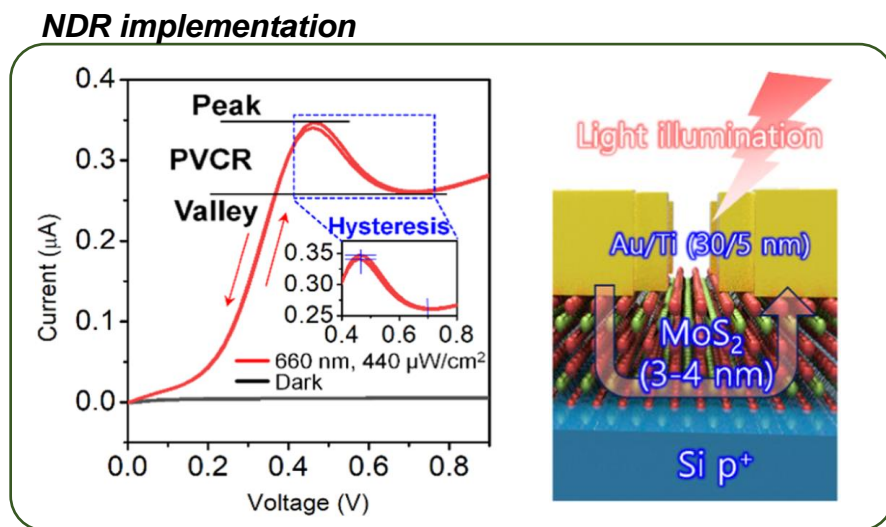 NDR implementation
0.4
0.3
0.2
0.1
0.0
Current (μA)
Peak
PVCR
Valley
Hysteresis
0.35
0.30
0.25
0.4 0.6 0.8
660 nm, 440 μW/cm²
Dark
0.0 0.2 0.4 0.6 0.8
Voltage (V)
Light illumination
Au/Ti (30/5 nm)
MoS₂
(3-4 nm)
Si p⁺